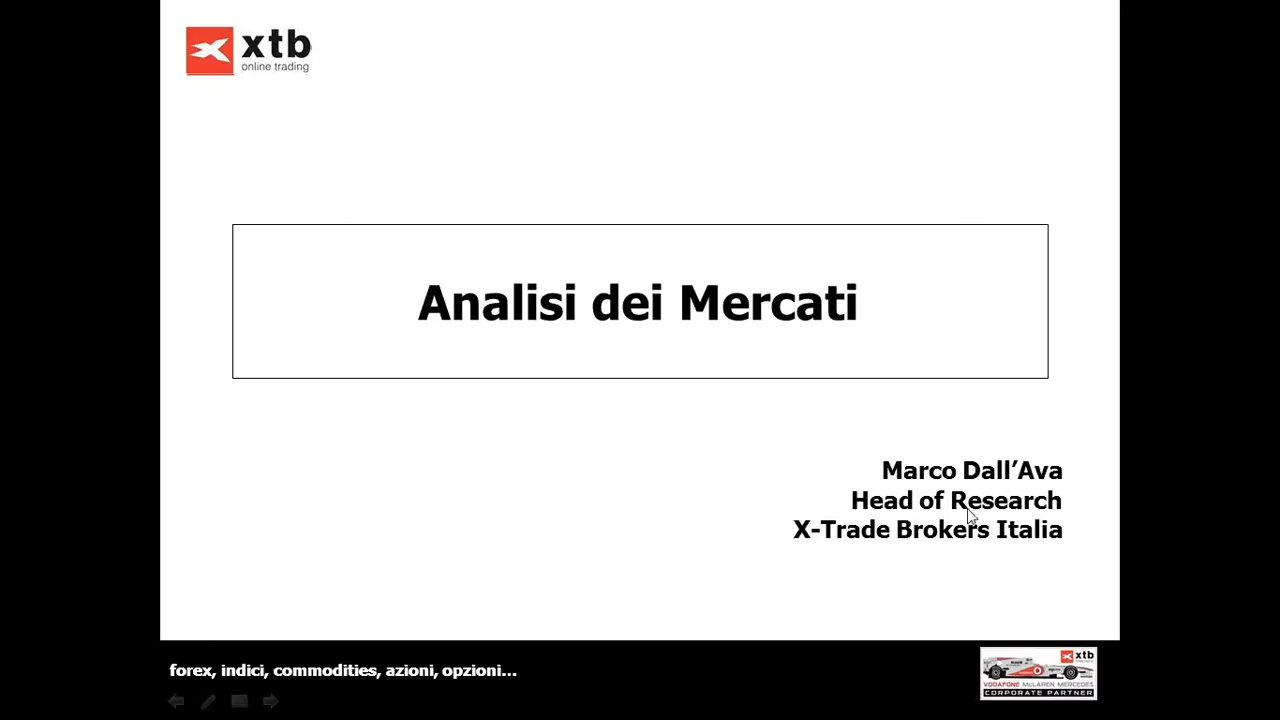 xtb
online trading
Analisi dei Mercati
Marco Dall’Ava
Head of Research
X-Trade Brokers Italia
forex, indici, commodities, azioni, opzioni...
xtb
VODAFONE McLAREN MERCEDES
CORPORATE PARTNER